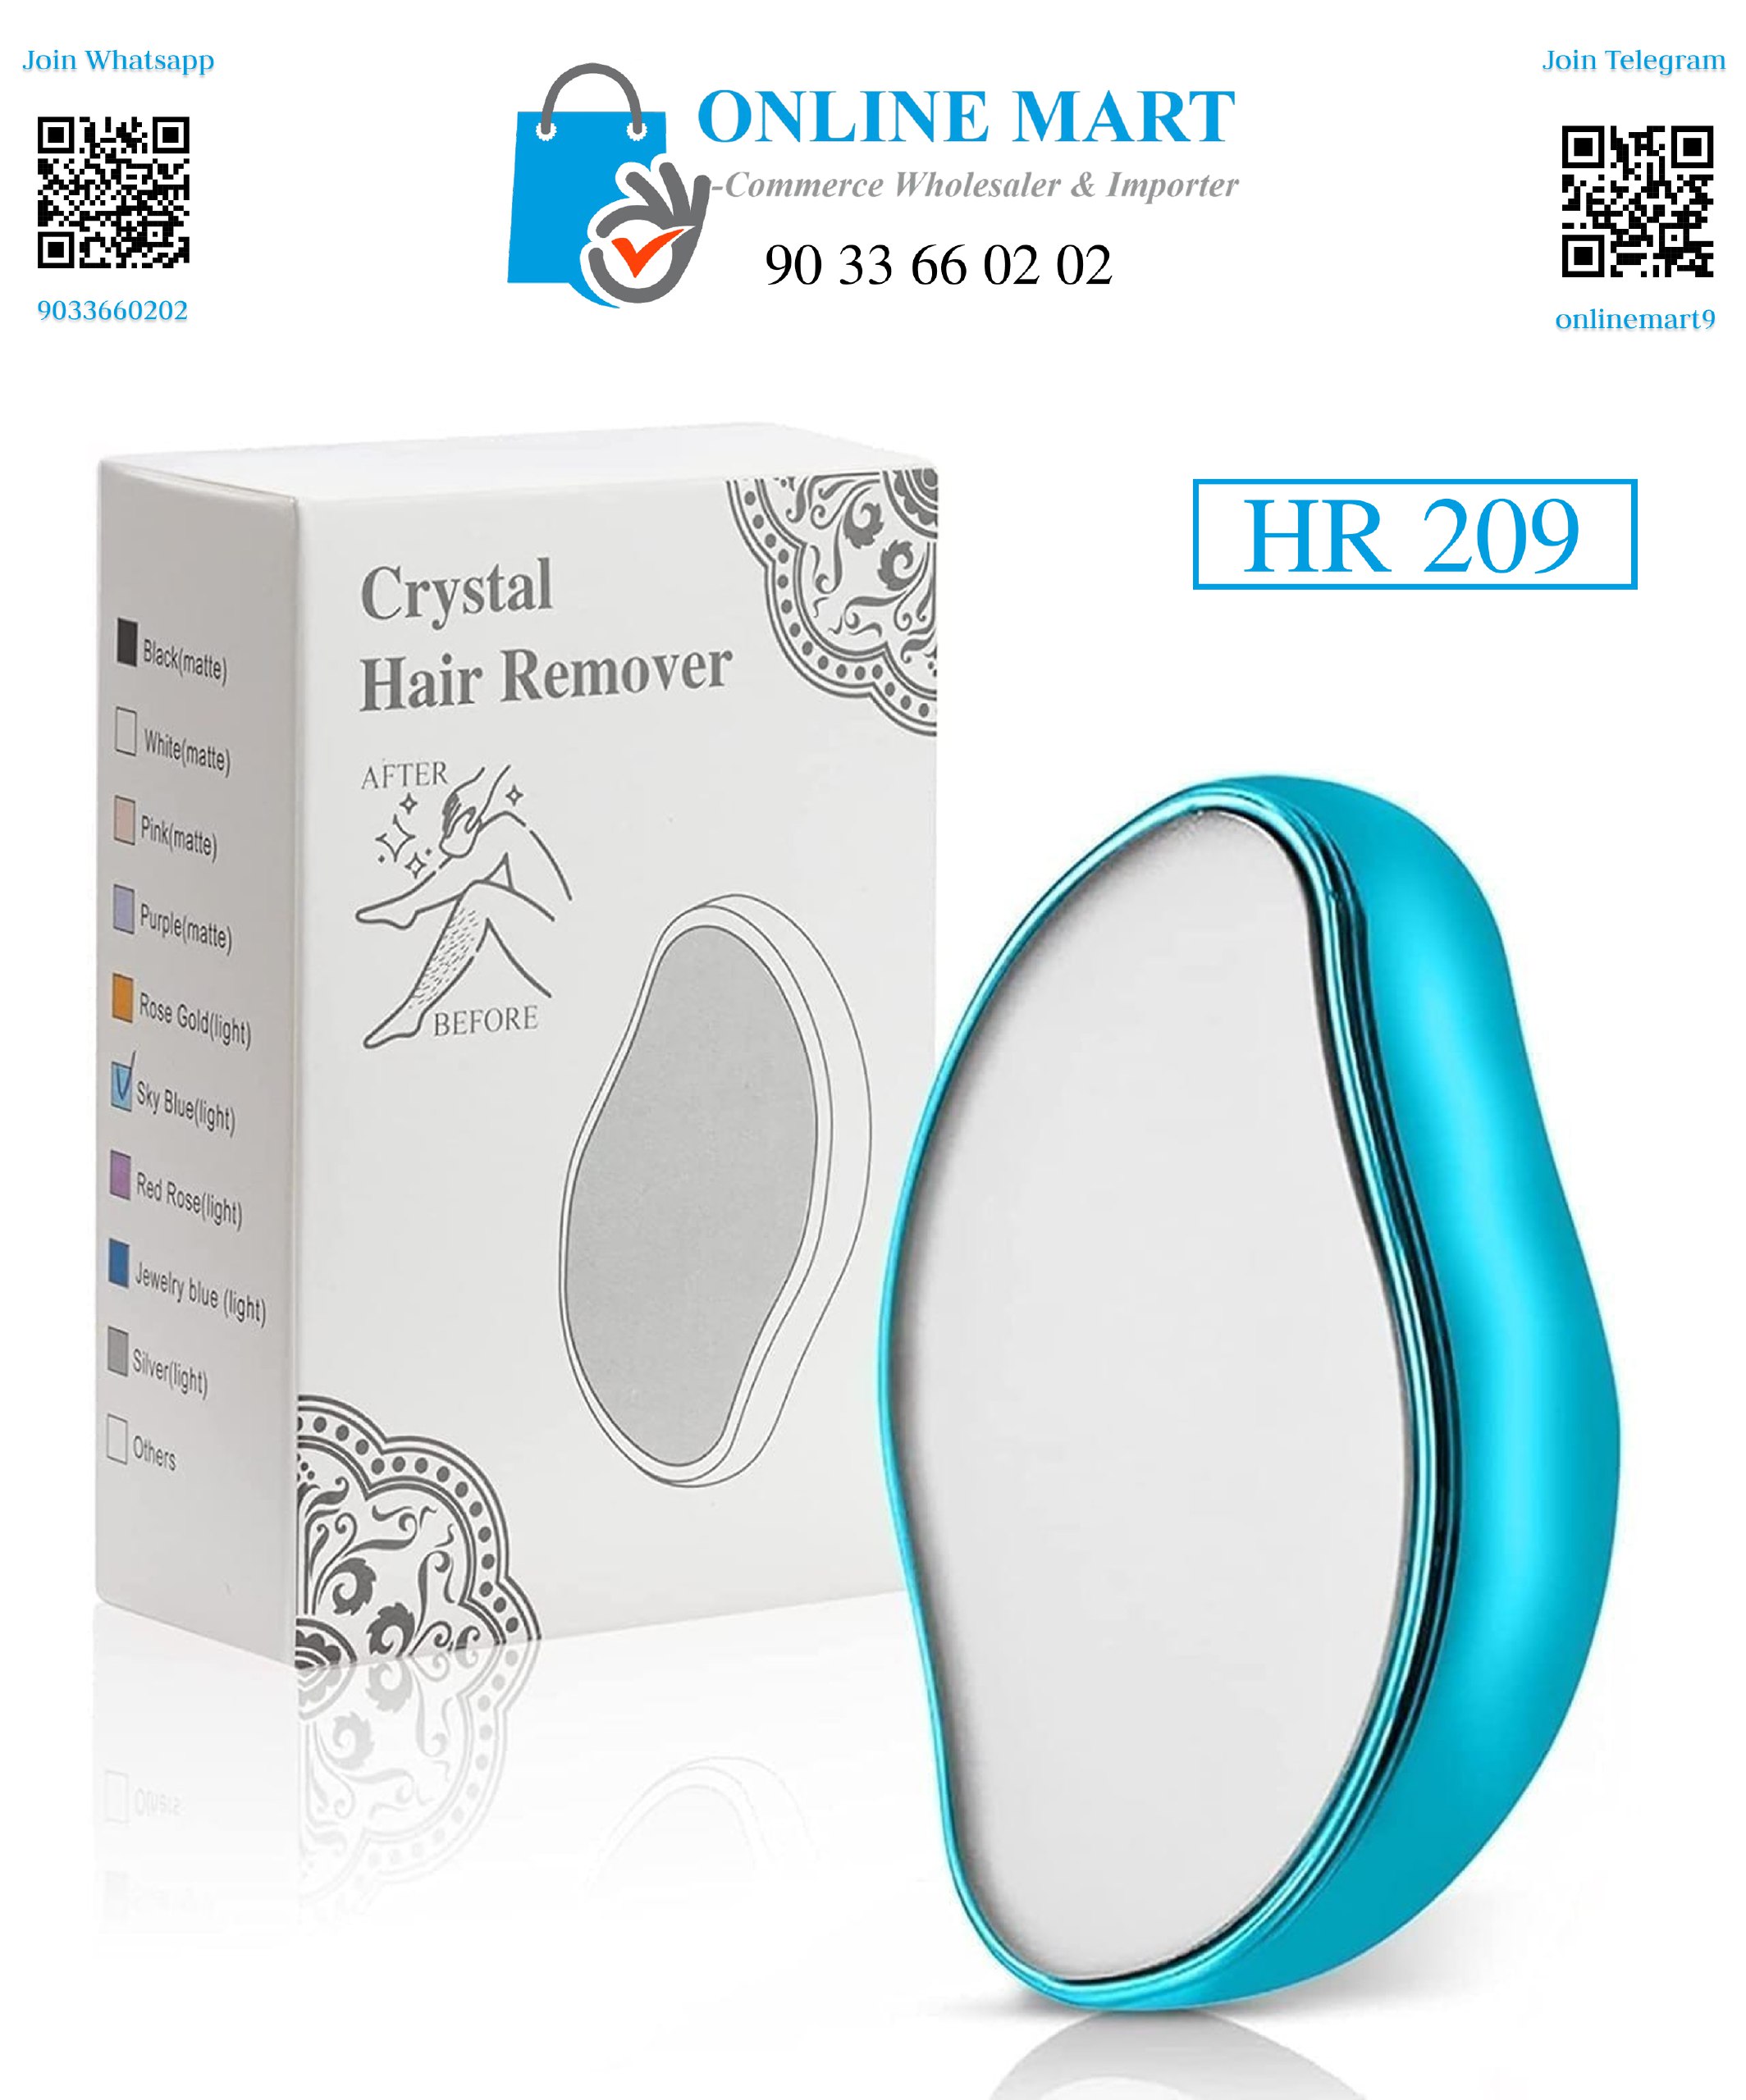 Join Whatsapp
9033660202
ONLINE MART
-Commerce Wholesaler & Importer
90 33 66 02 02
Join Telegram
onlinemart9
HR 209
Crystal
Hair Remover
AFTER
BEFORE
Black(matte)
White(matte)
Pink(matte)
Purple(matte)
Rose Gold(light)
Sky Blue(light)
Red Rose(light)
Jewelry blue (light)
Silver(light)
Others